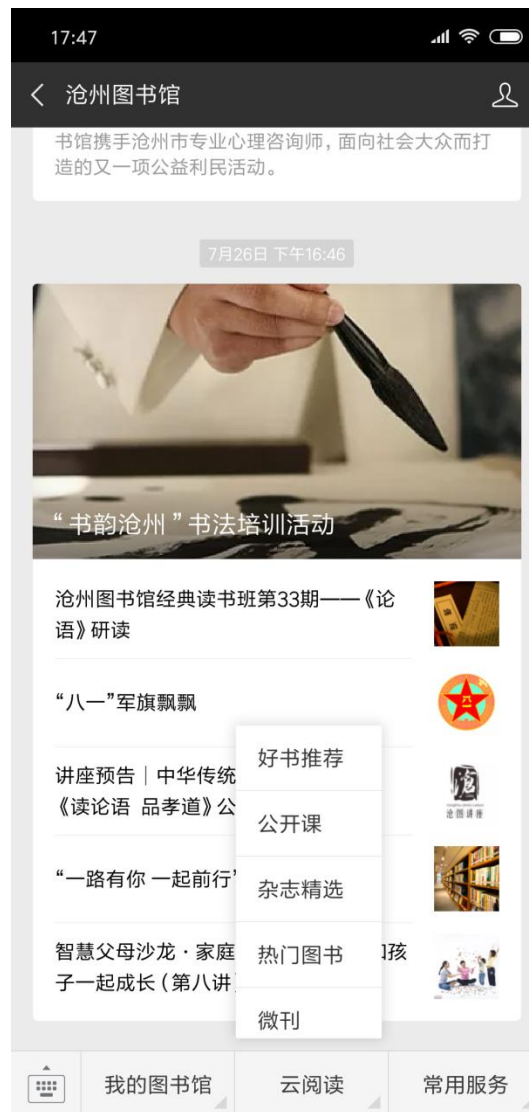 17:47
沧州图书馆
书馆携手沧州市专业心理咨询师，面向社会大众而打
造的又一项公益利民活动。
7月26日 下午16:46
“书韵沧州”书法培训活动
沧州图书馆经典读书班第33期——《论
语》研读
“八一”军旗飘飘
讲座预告｜中华传统
《读论语 品孝道》公
沧图讲座
“一路有你 一起前行”
智慧父母沙龙·家庭
和孩
子一起成长（第八讲
好书推荐
公开课
杂志精选
热门图书
微刊
我的图书馆
云阅读
常用服务